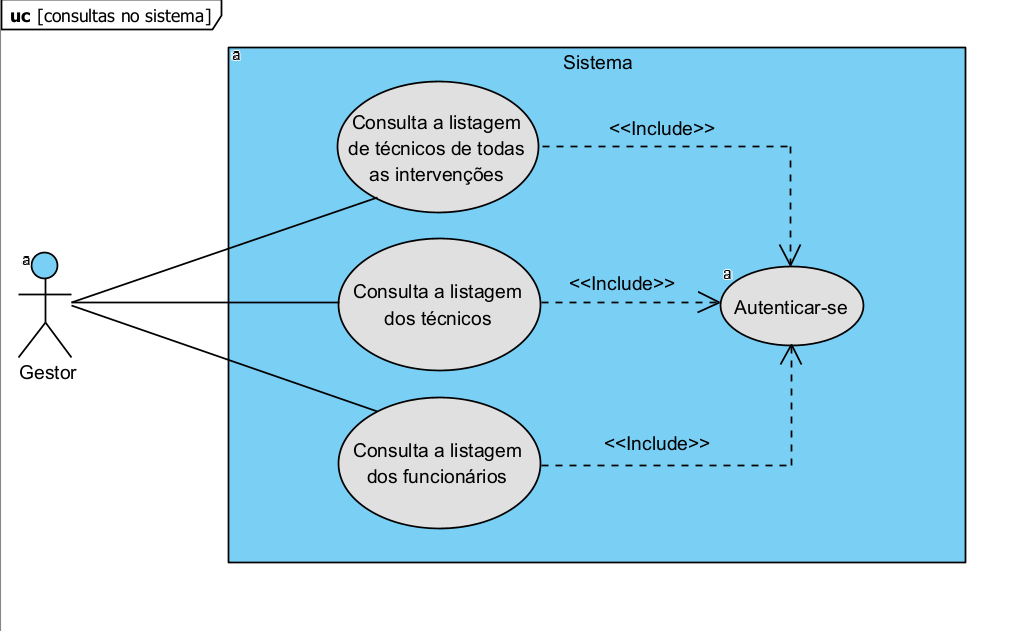 uc [consultas no sistema]
a
Sistema
Consulta a listagem
de técnicos de todas
as intervenções
<<Include>>
a
Gestor
Consulta a listagem
dos técnicos
<<Include>>
a
Autenticar-se
Consulta a listagem
dos funcionários
<<Include>>